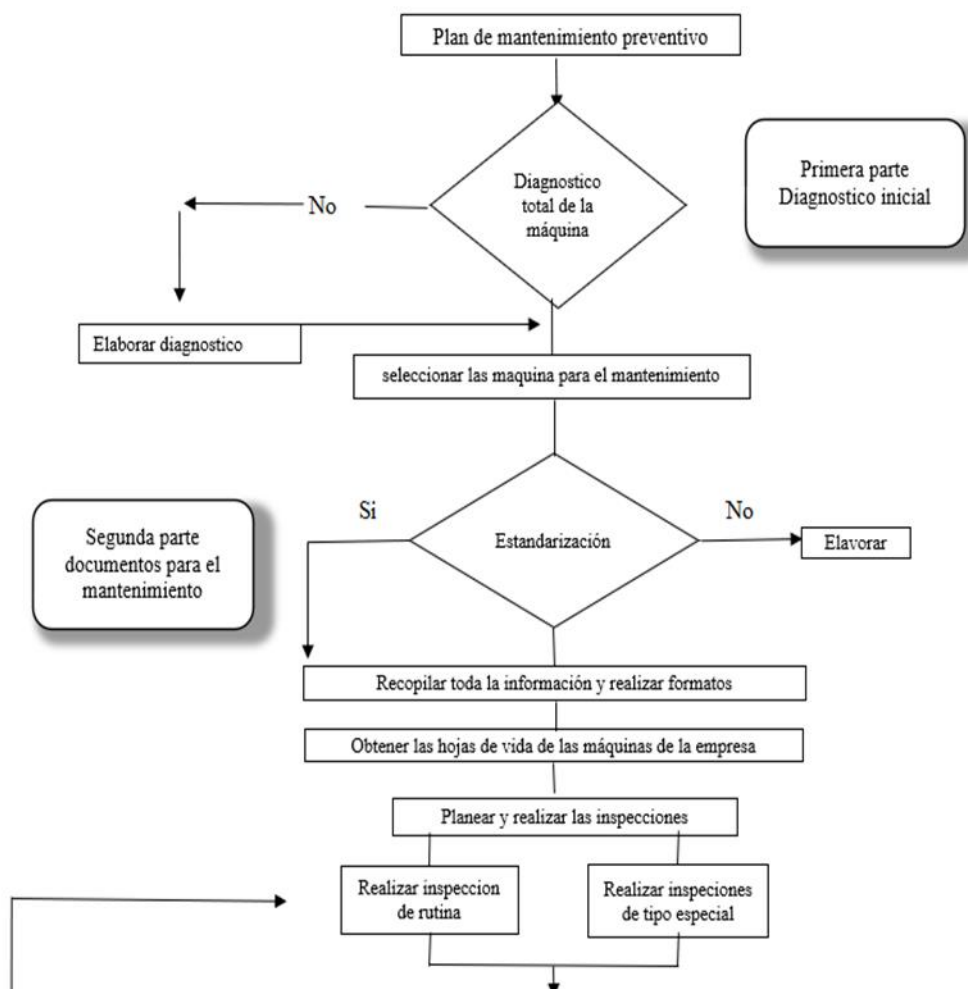 Plan de mantenimiento preventivo
Primera parte
Diagnostico inicial
Diagnostico
total de la
máquina
No
Elaborar diagnostico
seleccionar las maquina para el mantenimiento
Si
No
Segunda parte
documentos para el
mantenimiento
Estandarización
Elavorar
Recopilar toda la información y realizar formatos
Obtener las hojas de vida de las máquinas de la empresa
Planear y realizar las inspecciones
Realizar inspeccion
de rutina
Realizar inspeciones
de tipo especial